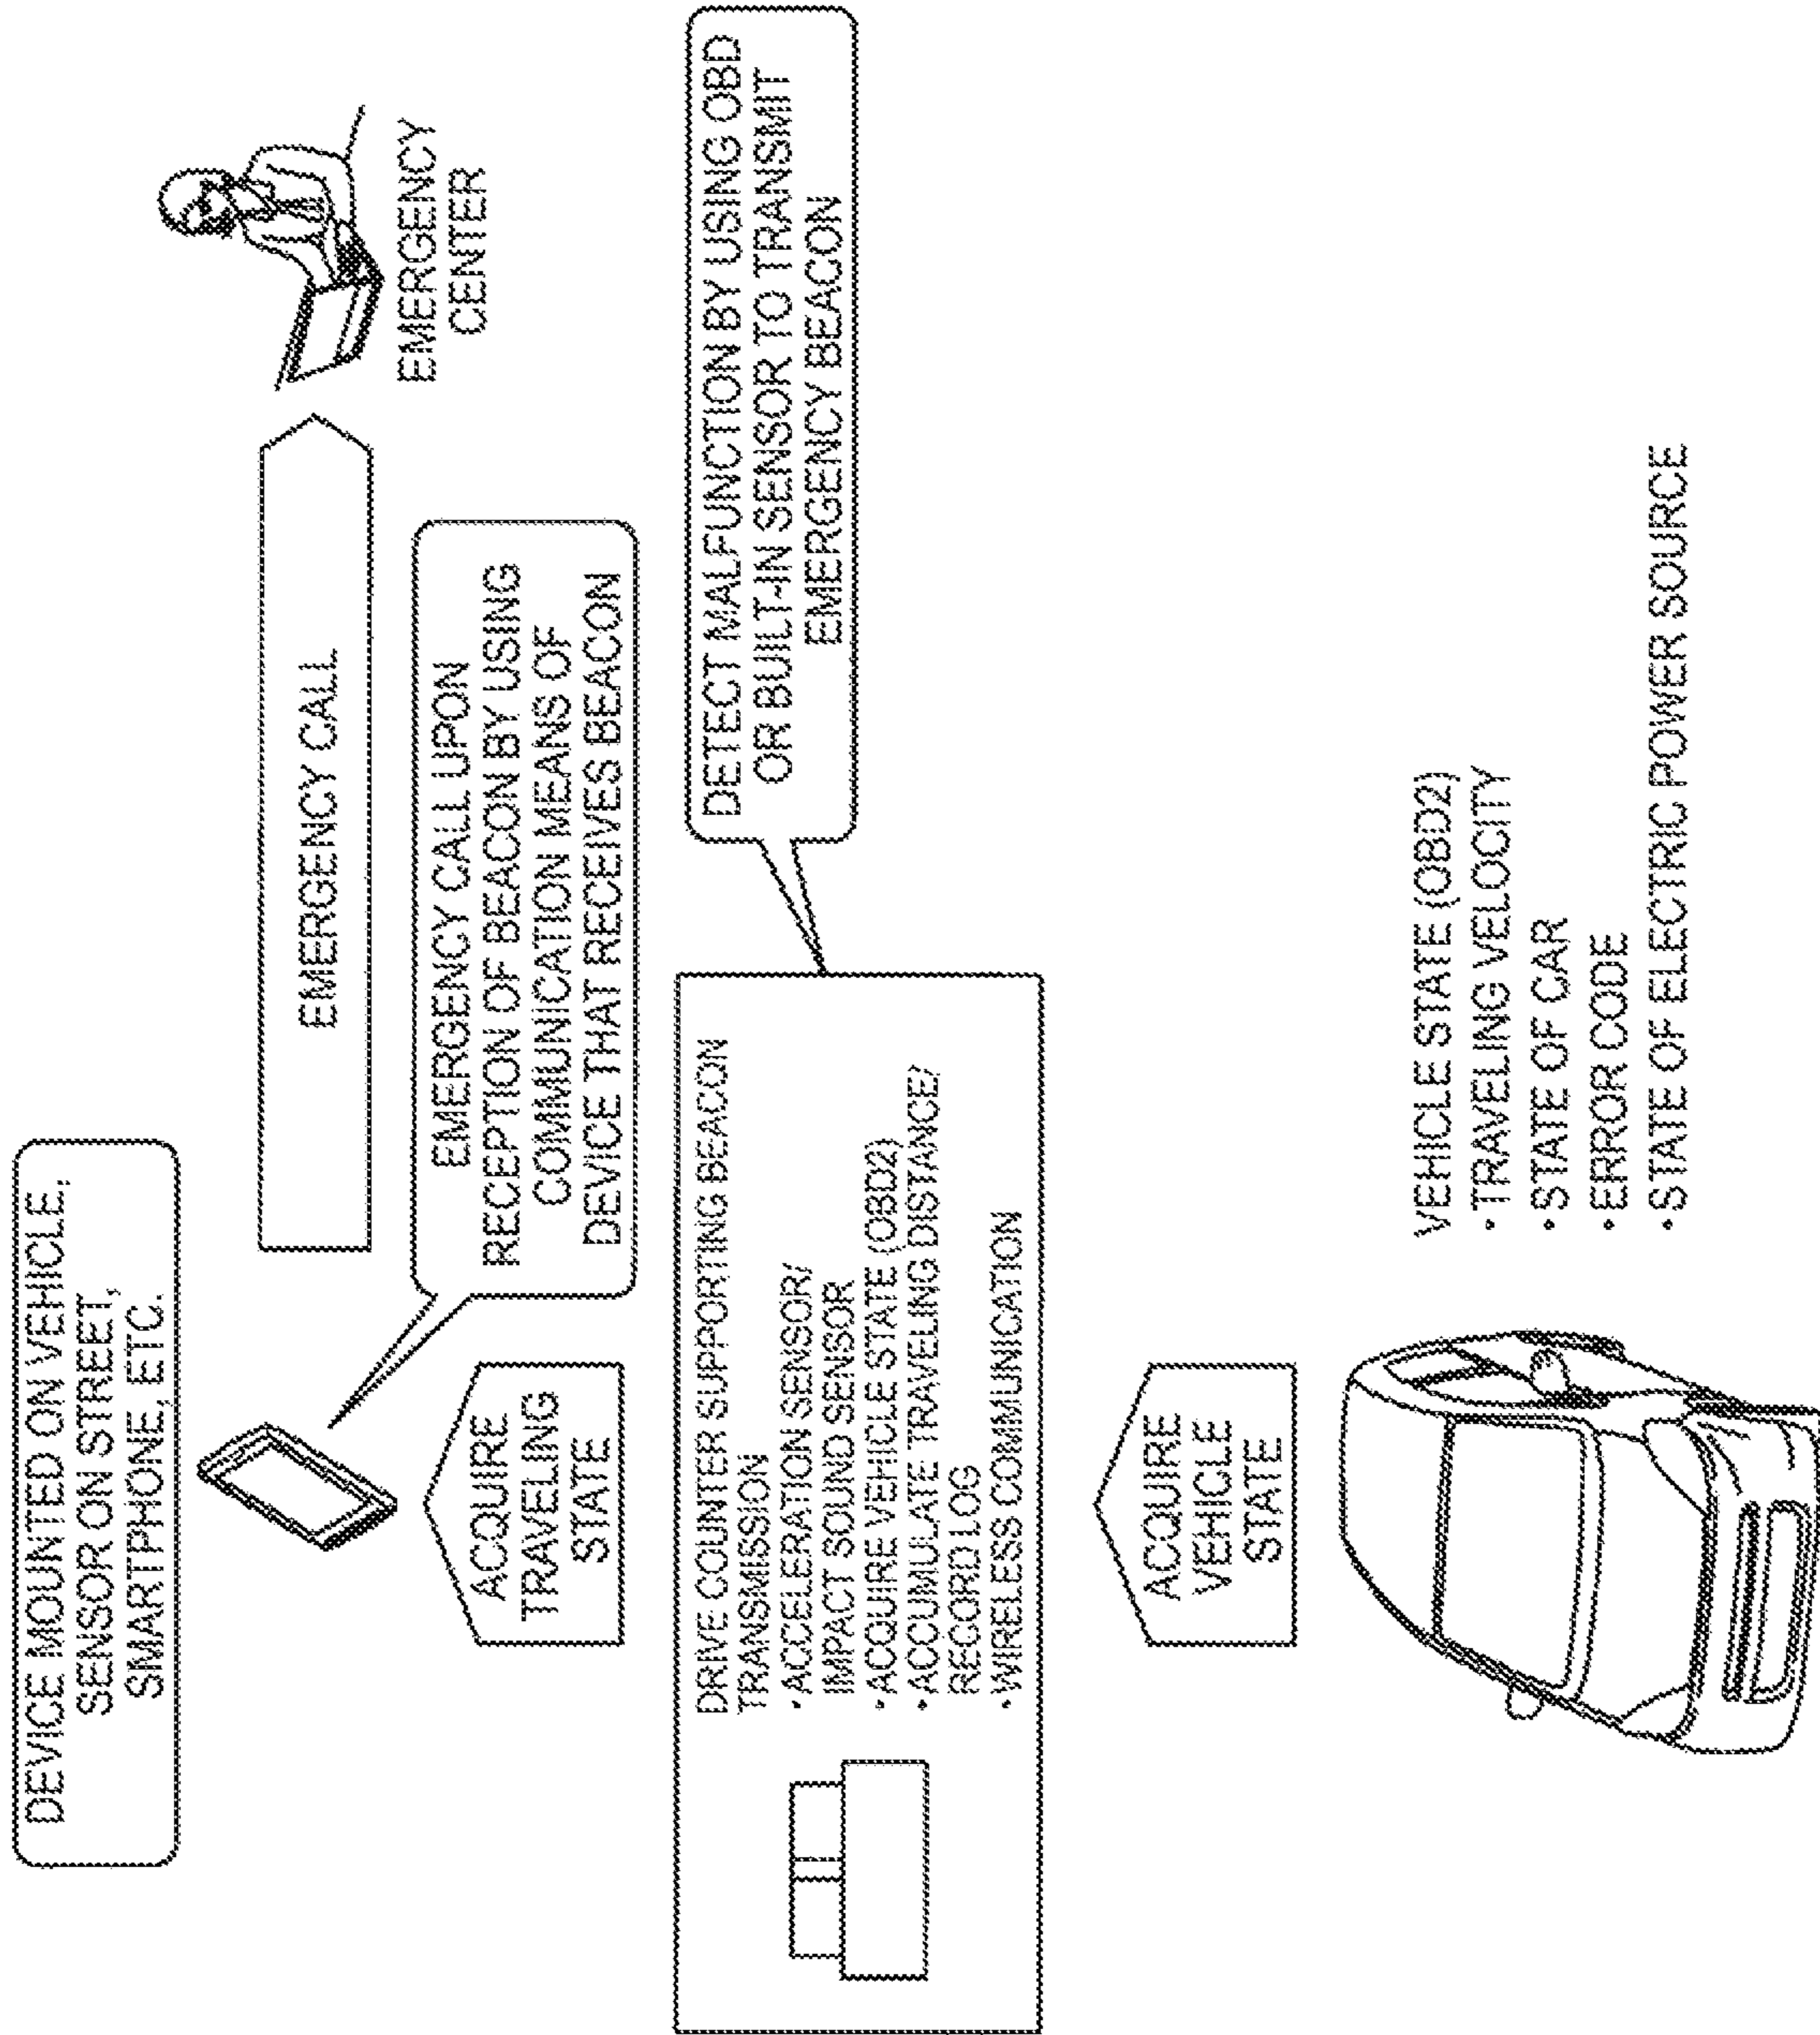 DEVICE MOUNTED ON VEHICLE,
SENSOR ON STREET,
SMARTPHONE, ETC.
EMERGENCY CALL
EMERGENCY
CENTER
EMERGENCY CALL UPON
RECEPTION OF BEACON BY USING
COMMUNICATION MEANS OF
DEVICE THAT RECEIVES BEACON
ACQUIRE
TRAVELING
STATE
DETECT MALFUNCTION BY USING OBD
OR BUILT-IN SENSOR TO TRANSMIT
EMERGENCY BEACON
DRIVE COUNTER SUPPORTING BEACON
TRANSMISSION
• ACCELERATION SENSOR/
IMPACT SOUND SENSOR
• ACQUIRE VEHICLE STATE (OBD2)
• ACCUMULATE TRAVELING DISTANCE/
RECORD LOG
• WIRELESS COMMUNICATION
ACQUIRE
VEHICLE
STATE
VEHICLE STATE (OBD2)
• TRAVELING VELOCITY
• STATE OF CAR
• ERROR CODE
• STATE OF ELECTRIC POWER SOURCE